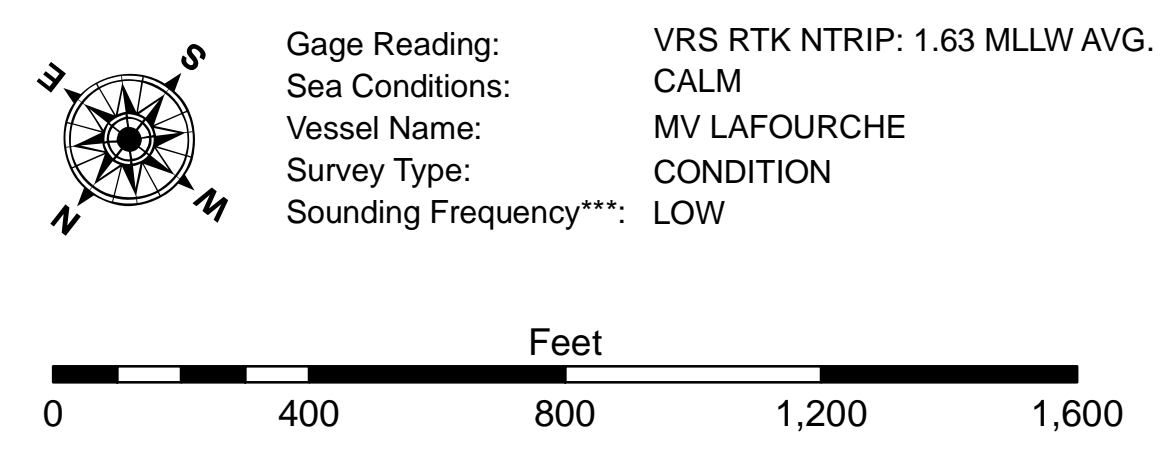 S
E
W
N
Gage Reading: VRS RTK NTRIP: 1.63 MLLW AVG.
Sea Conditions: CALM
Vessel Name: MV LAFOURCHE
Survey Type: CONDITION
Sounding Frequency***: LOW
Feet
0 400 800 1,200 1,600